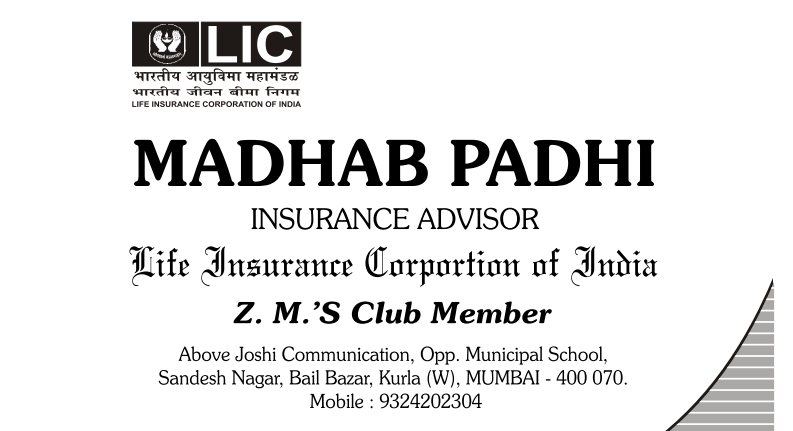 LIC
भारतीय आयुर्विमा महामंडळ
भारतीय जीवन बीमा निगम
LIFE INSURANCE CORPORATION OF INDIA
MADHAB PADHI
INSURANCE ADVISOR
Life Insurance Corportion of India
Z. M.'S Club Member
Above Joshi Communication, Opp. Municipal School,
Sandesh Nagar, Bail Bazar, Kurla (W), MUMBAI - 400 070.
Mobile : 9324202304